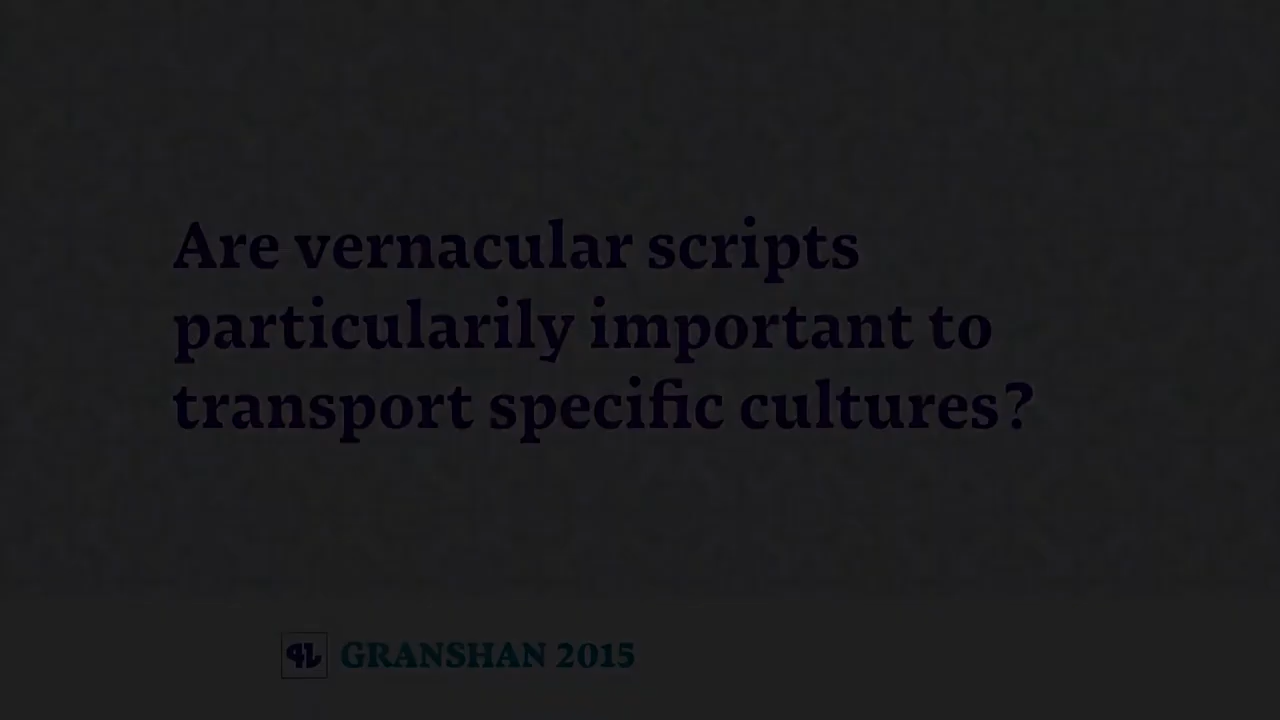 Are vernacular scripts
particularily important to
transport specific cultures?
GRANSHAN 2015